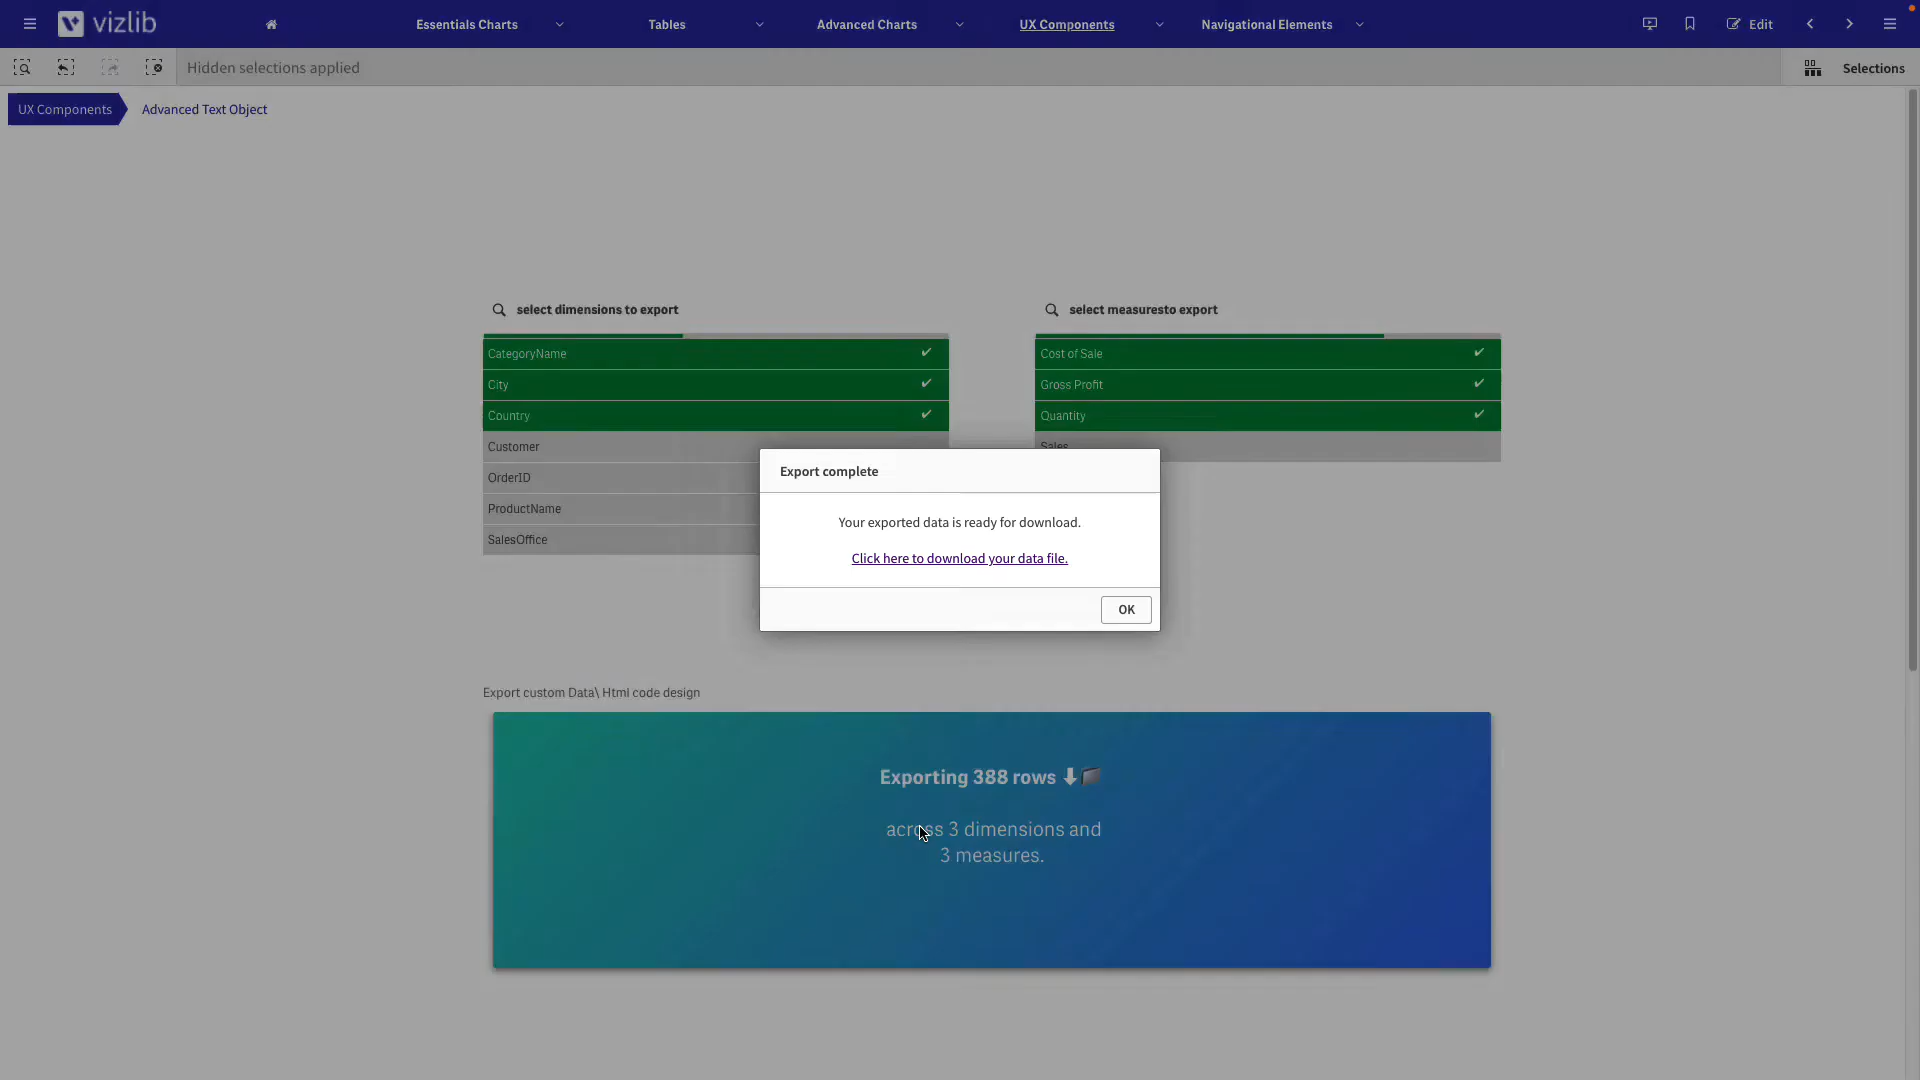 vizlib
Essentials Charts
Tables
Advanced Charts
UX Components
Navigational Elements
Edit
Hidden selections applied
Selections
UX Components
Advanced Text Object
select dimensions to export
select measuresto export
CategoryName
Cost of Sale
City
Gross Profit
Country
Quantity
Customer
Sales
OrderID
ProductName
SalesOffice
Export complete
Your exported data is ready for download.
Click here to download your data file.
OK
Export custom Data\ Html code design
Exporting 388 rows
across 3 dimensions and
3 measures.